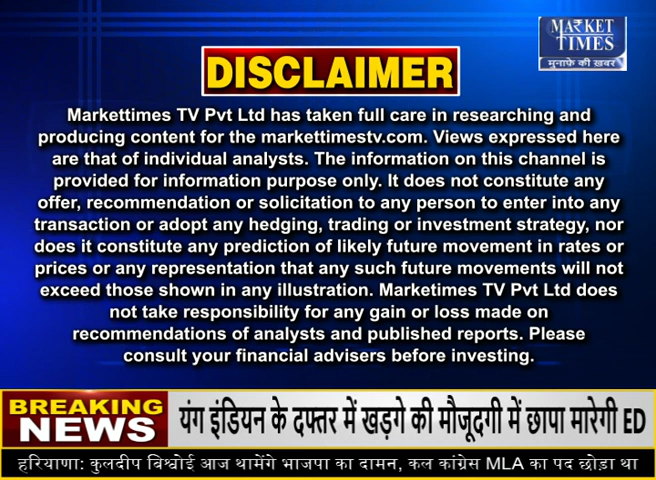 MARKET
TIMES
मुनाफे की ख़बर
DISCLAIMER
Markettimes TV Pvt Ltd has taken full care in researching and
producing content for the markettimestv.com. Views expressed here
are that of individual analysts. The information on this channel is
provided for information purpose only. It does not constitute any
offer, recommendation or solicitation to any person to enter into any
transaction or adopt any hedging, trading or investment strategy, nor
does it constitute any prediction of likely future movement in rates or
prices or any representation that any such future movements will not
exceed those shown in any illustration. Marketimes TV Pvt Ltd does
not take responsibility for any gain or loss made on
recommendations of analysts and published reports. Please
consult your financial advisers before investing.
BREAKING
NEWS
यंग इंडियन के दफ्तर में खड़गे की मौजूदगी में छापा मारेगी ED
हरियाणा: कुलदीप बिश्वोई आज थामेंगे भाजपा का दामन, कल कांग्रेस MLA का पद छोड़ा था